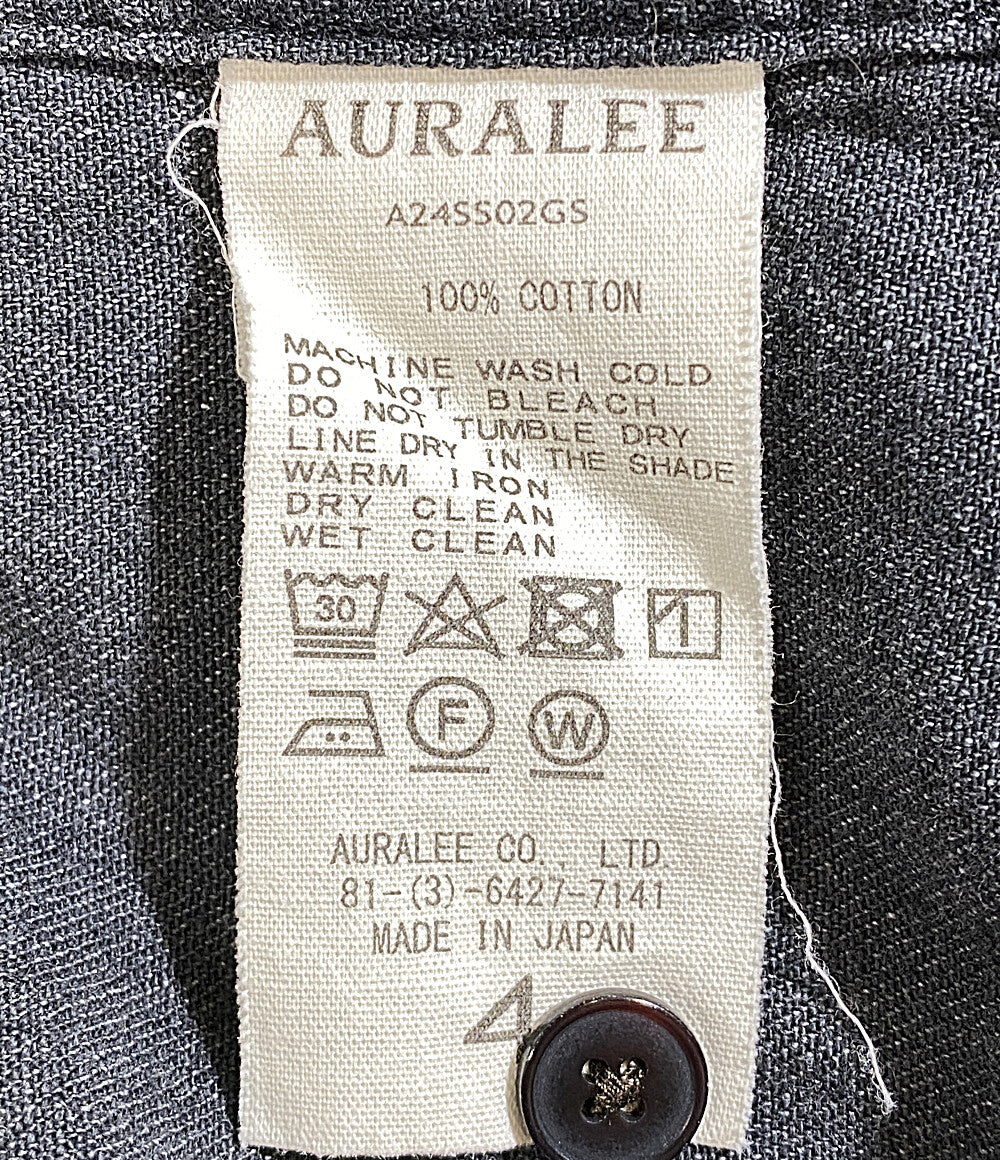 AURALEE
A24SS02GS
100% COTTON
MACHINE WASH COLD
DO NOT BLEACH
DO NOT TUMBLE DRY
LINE DRY IN THE SHADE
WARM IRON
DRY CLEAN
WET CLEAN
30 1
F W
AURALEE CO., LTD.
81-(3)-6427-7141
MADE IN JAPAN
4